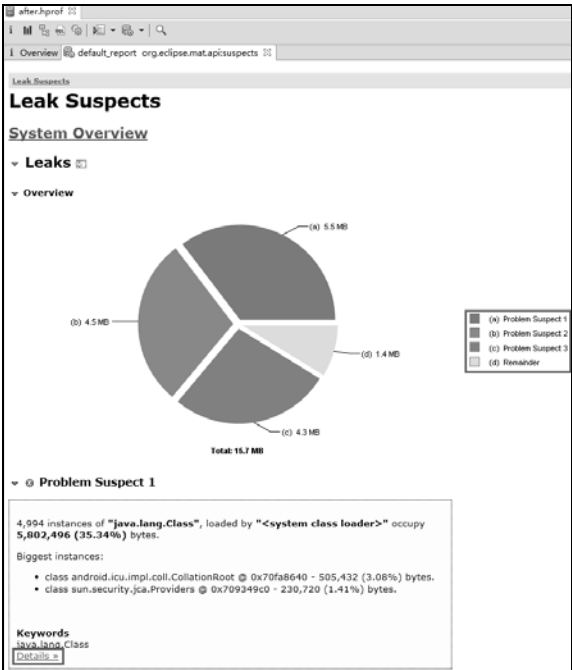 after.hprof
i Overview default_report org.eclipse.mat.api:suspects
Leak Suspects
Leak Suspects
System Overview
Leaks
Overview
(a) 5.5 MB
(b) 4.5 MB
(d) 1.4 MB
(c) 4.3 MB
Total: 15.7 MB
(a) Problem Suspect 1
(b) Problem Suspect 2
(c) Problem Suspect 3
(d) Remainder
Problem Suspect 1
4,994 instances of "java.lang.Class", loaded by "<system class loader>" occupy
5,802,496 (35.34%) bytes.
Biggest instances:
• class android.icu.impl.coll.CollationRoot @ 0x70fa8640 - 505,432 (3.08%) bytes.
• class sun.security.jca.Providers @ 0x709349c0 - 230,720 (1.41%) bytes.
Keywords
java.lang.Class
Details »